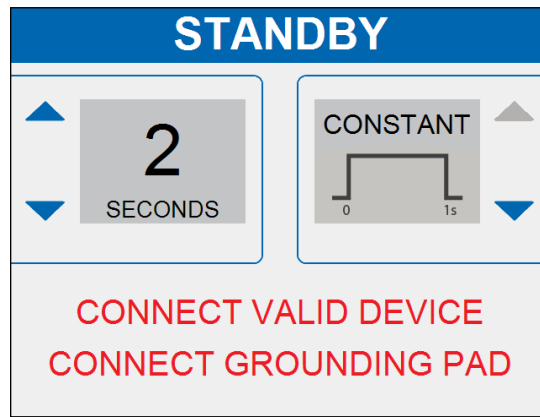 STANDBY
2
SECONDS
CONSTANT
0 1s
CONNECT VALID DEVICE
CONNECT GROUNDING PAD